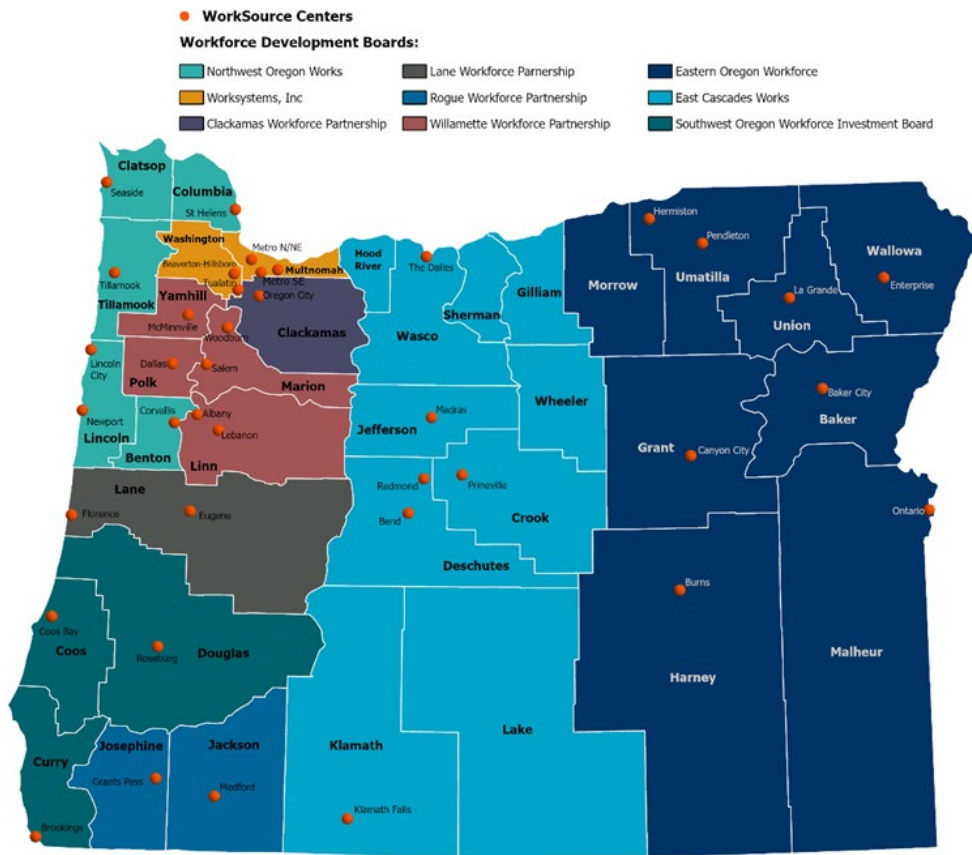 WorkSource Centers
Workforce Development Boards:
Northwest Oregon Works
Lane Workforce Parnership
Eastern Oregon Workforce
Worksystems, Inc
Rogue Workforce Partnership
East Cascades Works
Clackamas Workforce Partnership
Willamette Workforce Partnership
Southwest Oregon Workforce Investment Board
Clatsop
Seaside
Columbia
St Helens
Washington
Metro N/NE
Beaverton-Hillsboro
Multnomah
Metro SE
Tualatin
Oregon City
Hood
River
The Dalles
Sherman
Gilliam
Wasco
Morrow
Hermiston
Pendleton
Umatilla
Wallowa
Enterprise
La Grande
Union
Tillamook
Tillamook
Yamhill
McMinnville
Woodburn
Clackamas
Lincoln
City
Dallas
Polk
Salem
Marion
Wheeler
Baker City
Baker
Newport
Lincoln
Corvallis
Benton
Albany
Lebanon
Linn
Madras
Jefferson
Grant
Canyon City
Lane
Florence
Eugene
Redmond
Prineville
Bend
Crook
Deschutes
Ontario
Burns
Coos Bay
Coos
Roseburg
Douglas
Harney
Malheur
Curry
Brookings
Josephine
Grants Pass
Jackson
Medford
Klamath
Klamath Falls
Lake